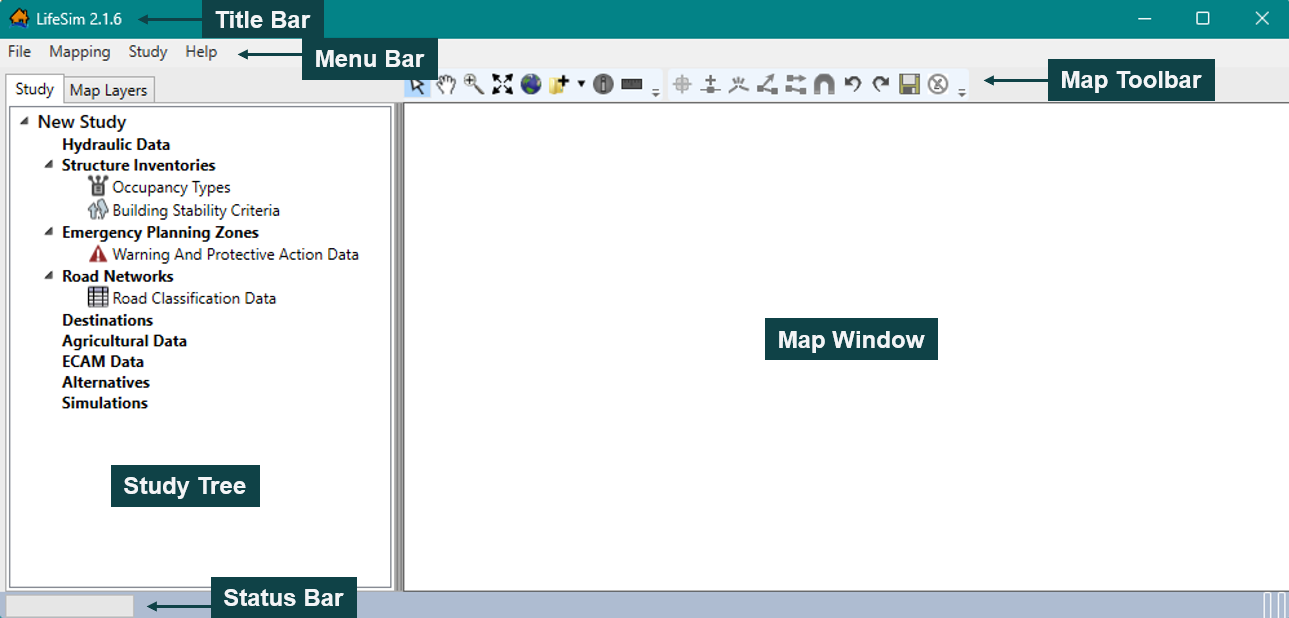 LifeSim 2.1.6
Title Bar
File Mapping Study Help
Menu Bar
Study Map Layers
Map Toolbar
New Study
Hydraulic Data
Structure Inventories
Occupancy Types
Building Stability Criteria
Emergency Planning Zones
Warning And Protective Action Data
Road Networks
Road Classification Data
Destinations
Agricultural Data
ECAM Data
Alternatives
Simulations
Map Window
Study Tree
Status Bar